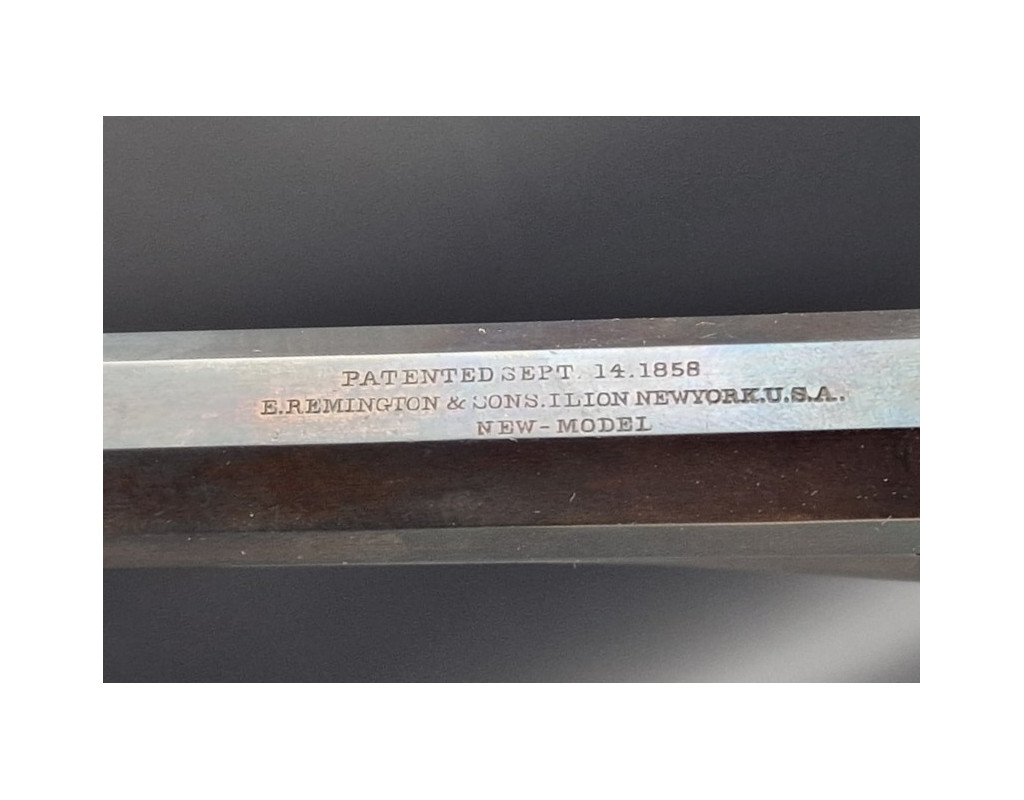 PATENTED SEPT. 14.1858
E.REMINGTON & SONS.ILION NEWYORK.U.S.A.
NEW-MODEL